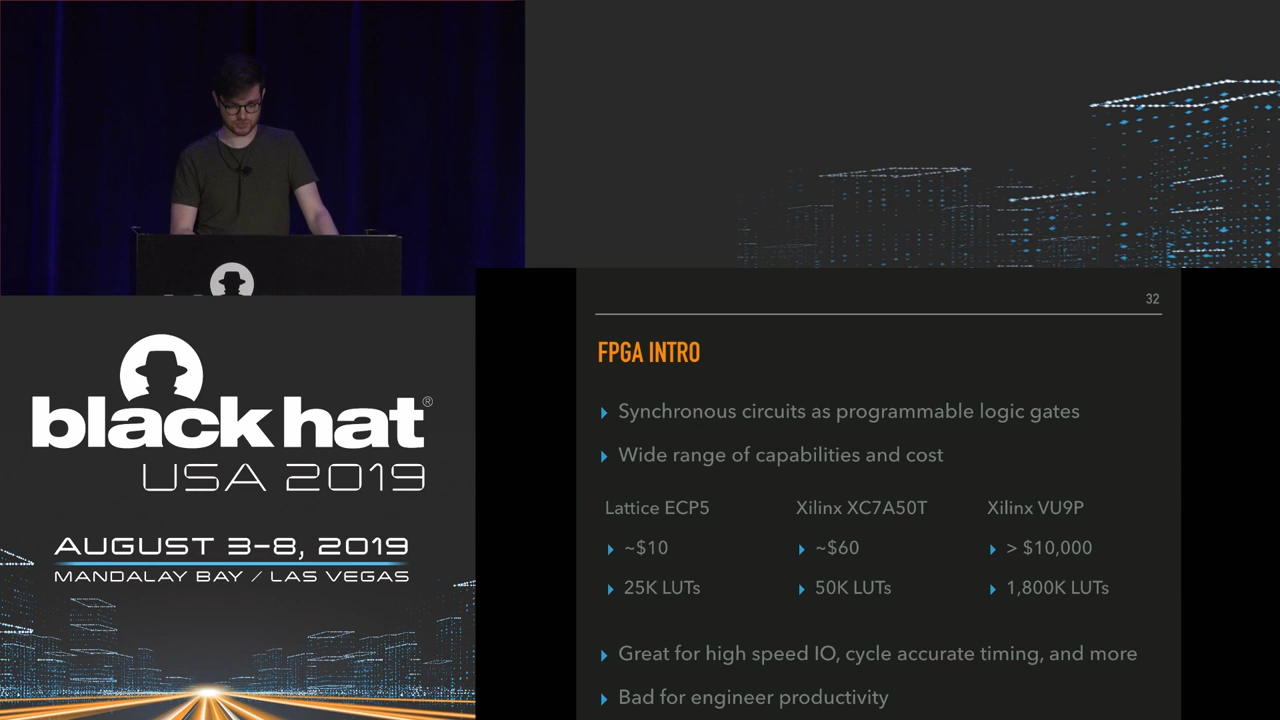 blackhat®
USA 2019
AUGUST 3-8, 2019
MANDALAY BAY / LAS VEGAS
32
FPGA INTRO
Synchronous circuits as programmable logic gates
Wide range of capabilities and cost
Lattice ECP5
~$10
25K LUTs
Xilinx XC7A50T
~$60
50K LUTs
Xilinx VU9P
> $10,000
1,800K LUTs
Great for high speed IO, cycle accurate timing, and more
Bad for engineer productivity